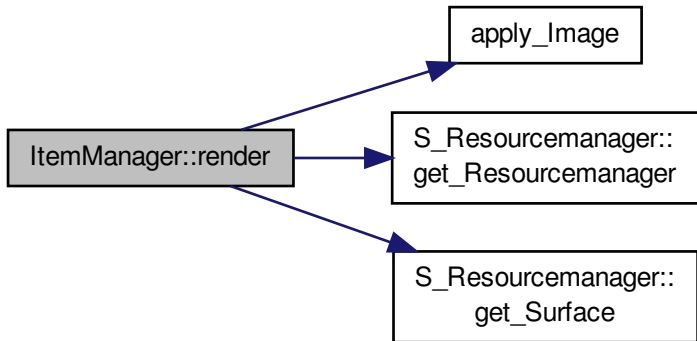 apply_Image
ItemManager::render
S_Resourcemanager::
get_Resourcemanager
S_Resourcemanager::
get_Surface